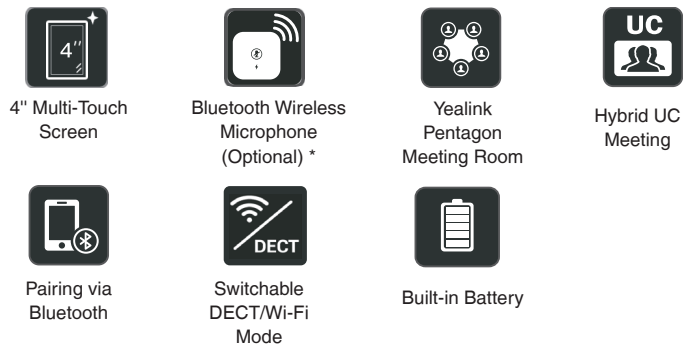 4''
UC
4" Multi-Touch
Screen
Bluetooth Wireless
Microphone
(Optional) *
Yealink
Pentagon
Meeting Room
Hybrid UC
Meeting
DECT
Pairing via
Bluetooth
Switchable
DECT/Wi-Fi
Mode
Built-in Battery